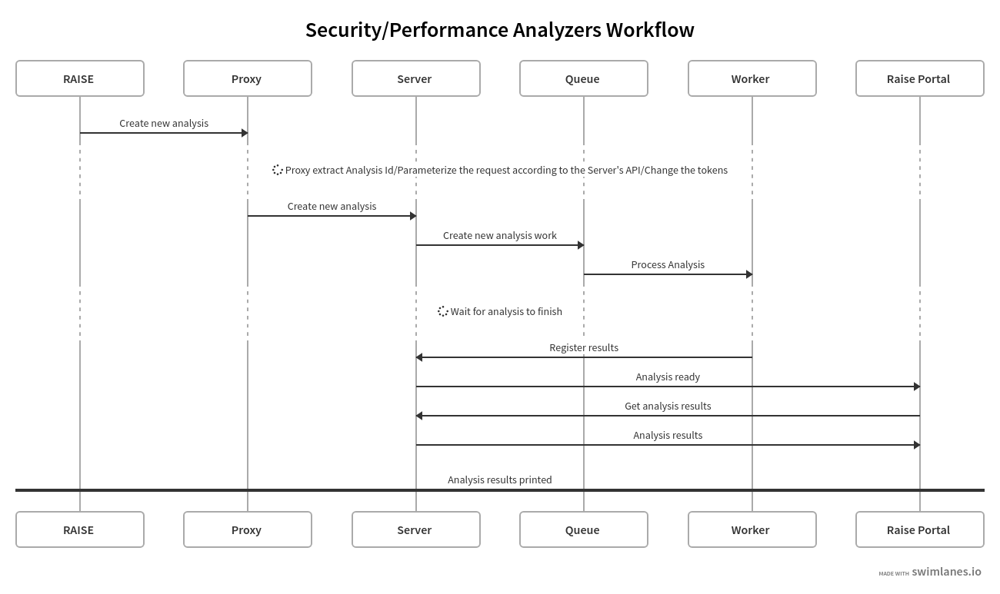 Security/Performance Analyzers Workflow
RAISE Proxy Server Queue Worker Raise Portal
Create new analysis
Proxy extract Analysis Id/Parameterize the request according to the Server's API/Change the tokens
Create new analysis
Create new analysis work
Process Analysis
Wait for analysis to finish
Register results
Analysis ready
Get analysis results
Analysis results
Analysis results printed
RAISE Proxy Server Queue Worker Raise Portal
MADE WITH swimlanes.io